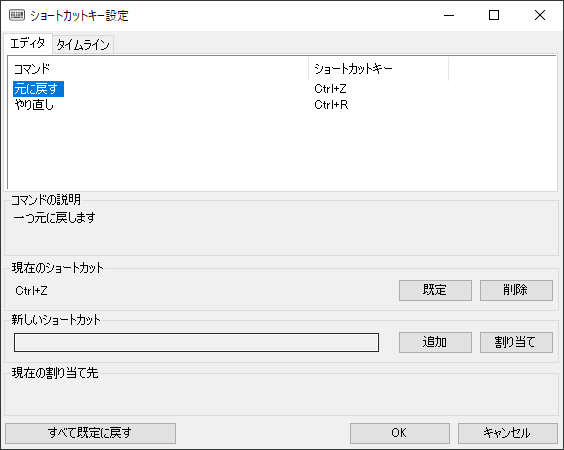 ショートカットキー設定
エディタ タイムライン
コマンド ショートカットキー
元に戻す Ctrl+Z
やり直し Ctrl+R
コマンドの説明
一つ元に戻します
現在のショートカット
Ctrl+Z 既定 削除
新しいショートカット
追加 割り当て
現在の割り当て先
すべて既定に戻す OK キャンセル